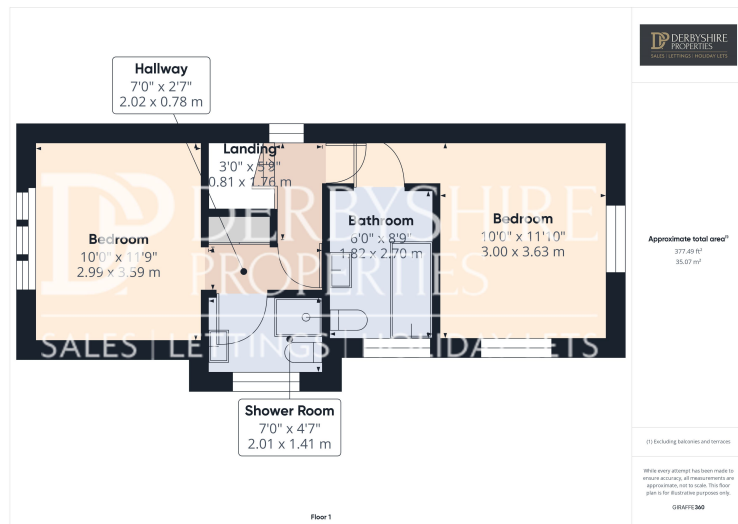 Hallway
7'0" x 2'7"
2.02 x 0.78 m
Landing
3'0" x 5'9"
0.81 x 1.76 m
Bedroom
10'0" x 11'9"
2.99 x 3.59 m
Bathroom
6'0" x 8'9"
1.82 x 2.70 m
Bedroom
10'0" x 11'10"
3.00 x 3.63 m
Shower Room
7'0" x 4'7"
2.01 x 1.41 m
DERBYSHIRE
PROPERTIES
SALES | LETTINGS | HOLIDAY LETS
Floor 1
DP DERBYSHIRE
PROPERTIES
SALES | LETTINGS | HOLIDAY LETS
Approximate total area(1)
377.49 ft²
35.07 m²
(1) Excluding balconies and terraces
While every attempt has been made to
ensure accuracy, all measurements are
approximate, not to scale. This floor
plan is for illustrative purposes only.
GIRAFFE360